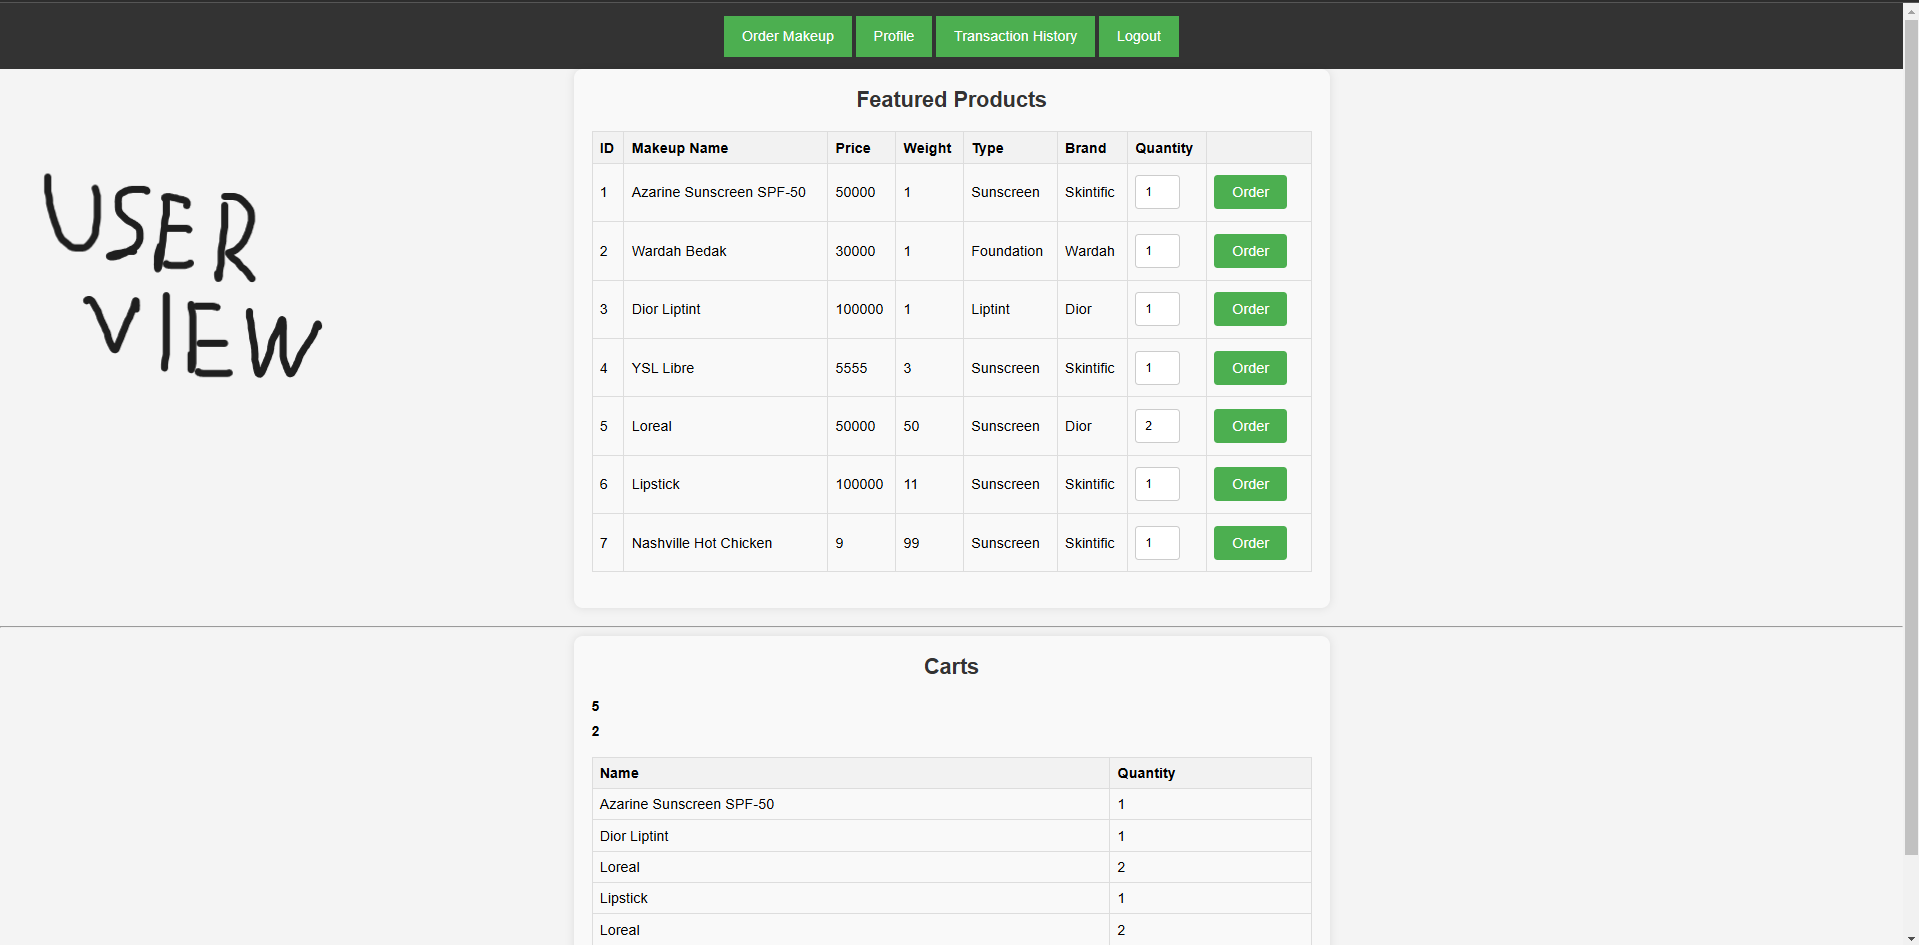 Order Makeup Profile Transaction History Logout
Featured Products
ID Makeup Name Price Weight Type Brand Quantity
1 Azarine Sunscreen SPF-50 50000 1 Sunscreen Skintific 1 Order
2 Wardah Bedak 30000 1 Foundation Wardah 1 Order
3 Dior Liptint 100000 1 Liptint Dior 1 Order
4 YSL Libre 5555 3 Sunscreen Skintific 1 Order
5 Loreal 50000 50 Sunscreen Dior 2 Order
6 Lipstick 100000 11 Sunscreen Skintific 1 Order
7 Nashville Hot Chicken 9 99 Sunscreen Skintific 1 Order
USER
VIEW
Carts
5
2
Name Quantity
Azarine Sunscreen SPF-50 1
Dior Liptint 1
Loreal 2
Lipstick 1
Loreal 2